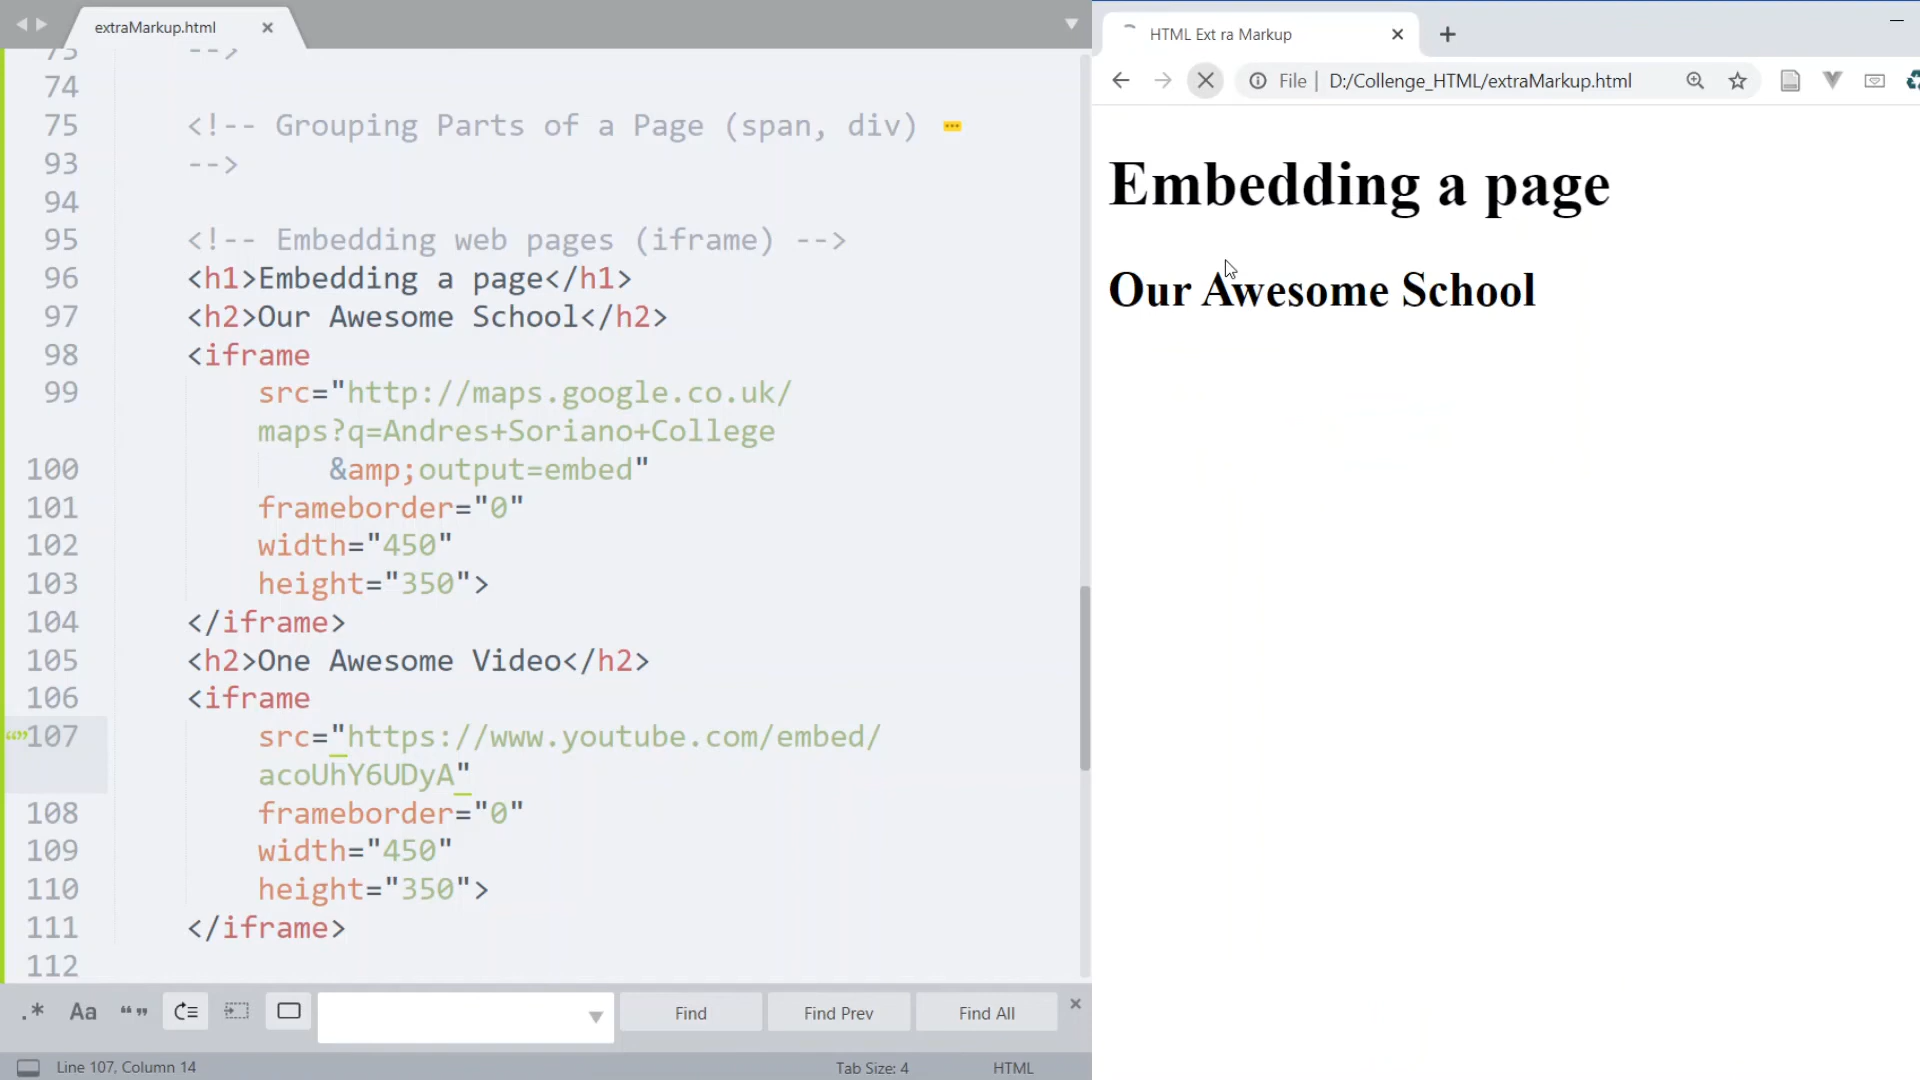 extraMarkup.html
73 -->
74
75 <!-- Grouping Parts of a Page (span, div)
93 -->
94
95 <!-- Embedding web pages (iframe) -->
96 <h1>Embedding a page</h1>
97 <h2>Our Awesome School</h2>
98 <iframe
99 src="http://maps.google.co.uk/
maps?q=Andres+Soriano+College
100 &amp;output=embed"
101 frameborder="0"
102 width="450"
103 height="350">
104 </iframe>
105 <h2>One Awesome Video</h2>
106 <iframe
107 src="https://www.youtube.com/embed/
acoUhY6UDyA"
108 frameborder="0"
109 width="450"
110 height="350">
111 </iframe>
112
.* Aa “” Find Find Prev Find All
Line 107, Column 14 Tab Size: 4 HTML
HTML Ext ra Markup
File | D:/Collenge_HTML/extraMarkup.html
Embedding a page
Our Awesome School